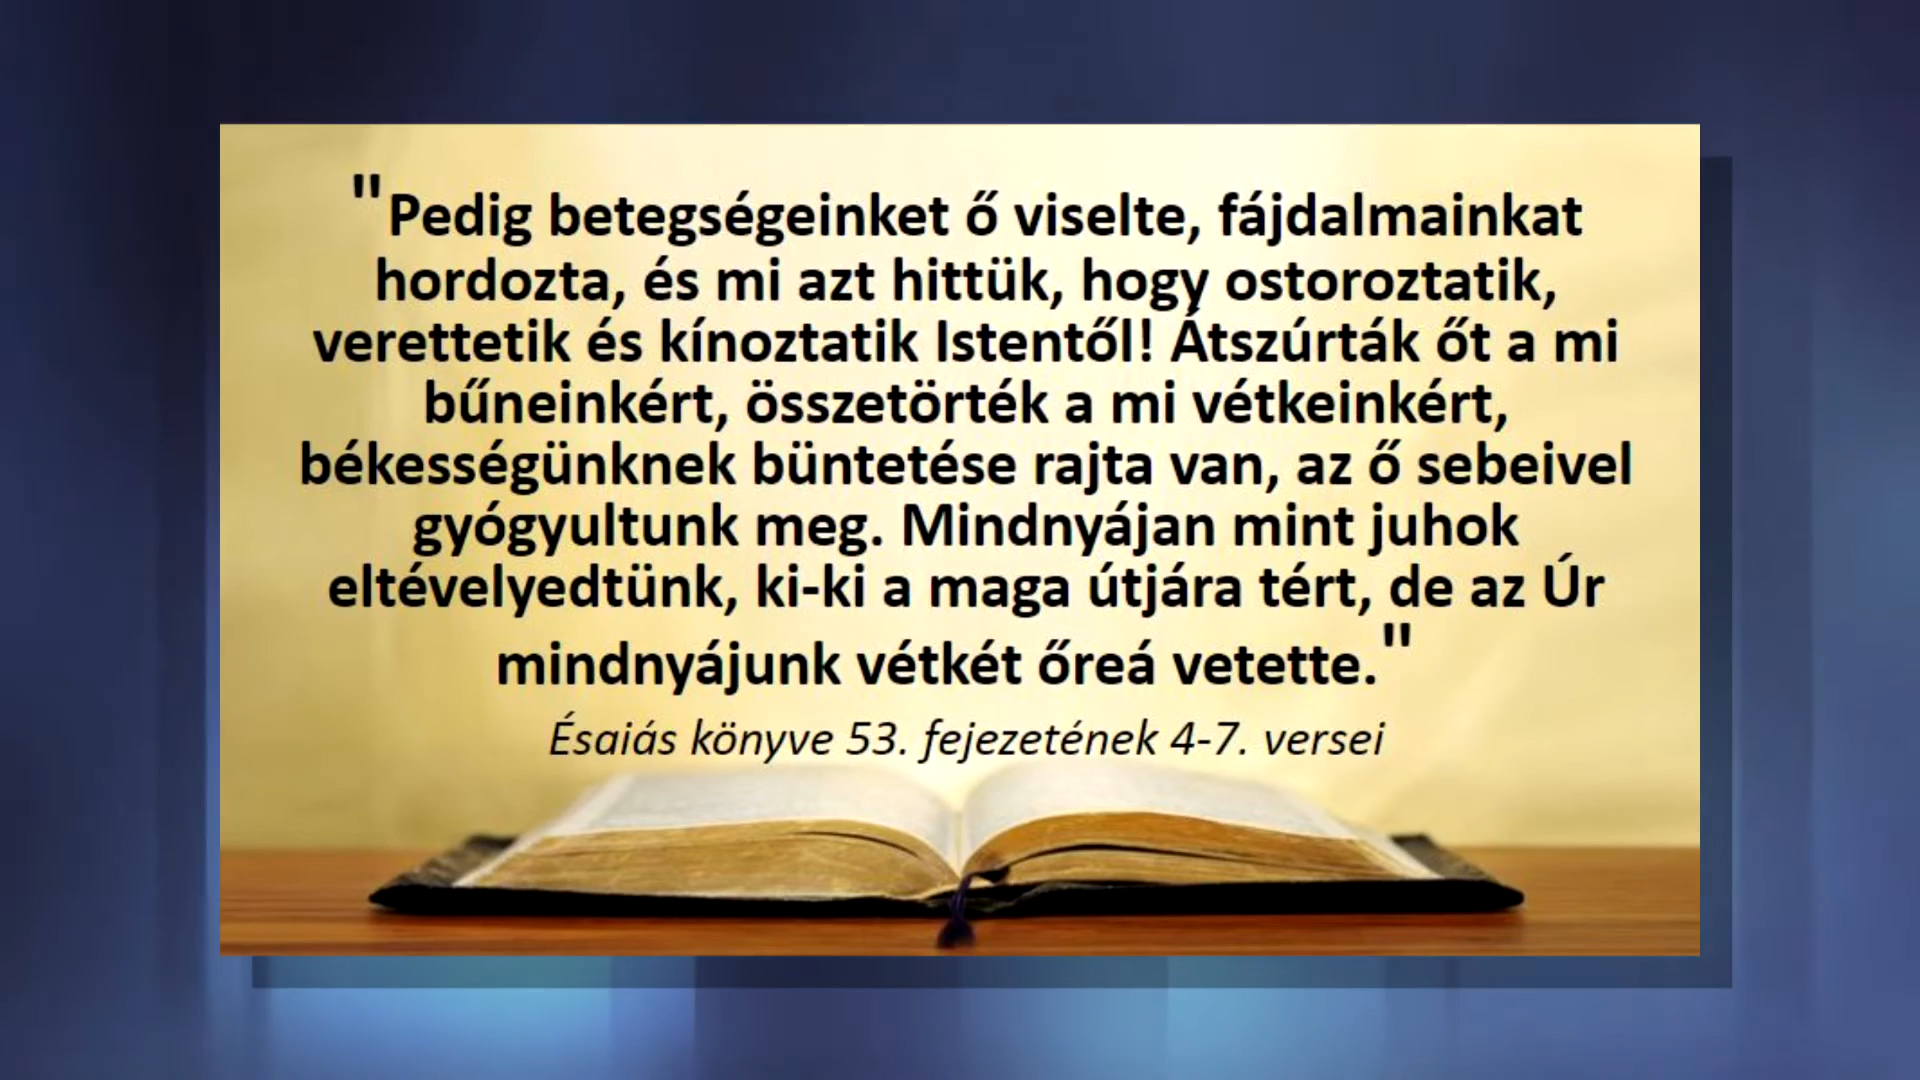 "Pedig betegségeinket ő viselte, fájdalmainkat
hordozta, és mi azt hittük, hogy ostoroztatik,
verettetik és kínoztatik Istentől! Átszúrták őt a mi
bűneinkért, összetörték a mi vétkeinkért,
békességünknek büntetése rajta van, az ő sebeivel
gyógyultunk meg. Mindnyájan mint juhok
eltévelyedtünk, ki-ki a maga útjára tért, de az Úr
mindnyájunk vétkét őreá vetette."
Ésaiás könyve 53. fejezetének 4-7. versei